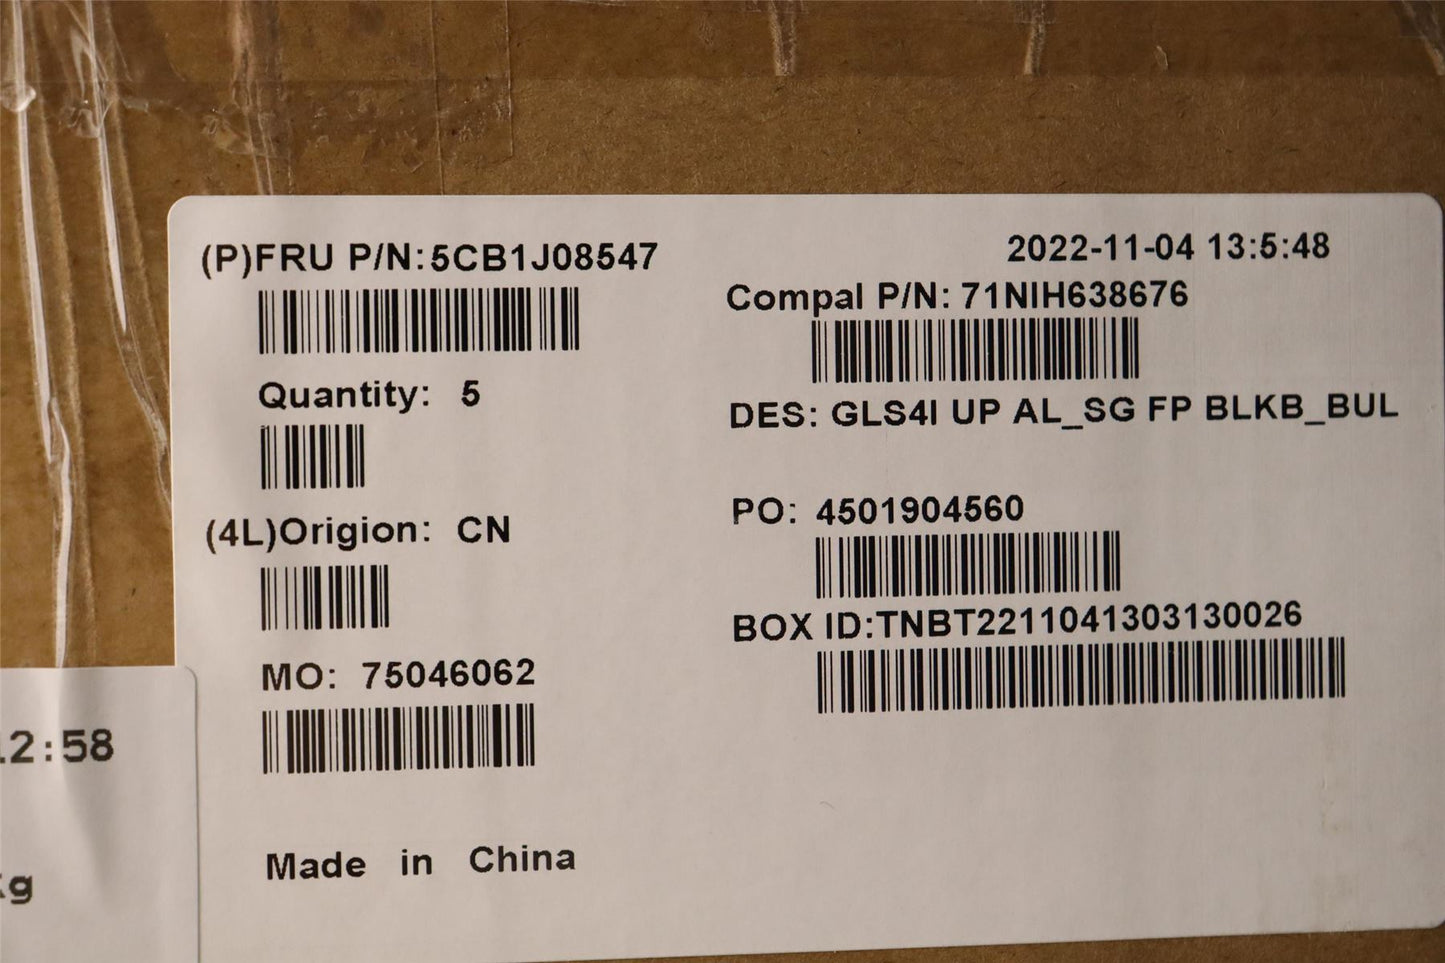 (P)FRU P/N:5CB1J08547
Quantity: 5
(4L)Origion: CN
MO: 75046062
Made in China
2022-11-04 13:5:48
Compal P/N: 71NIH638676
DES: GLS4I UP AL_SG FP BLKB_BUL
PO: 4501904560
BOX ID:TNBT2211041303130026
2:58
g